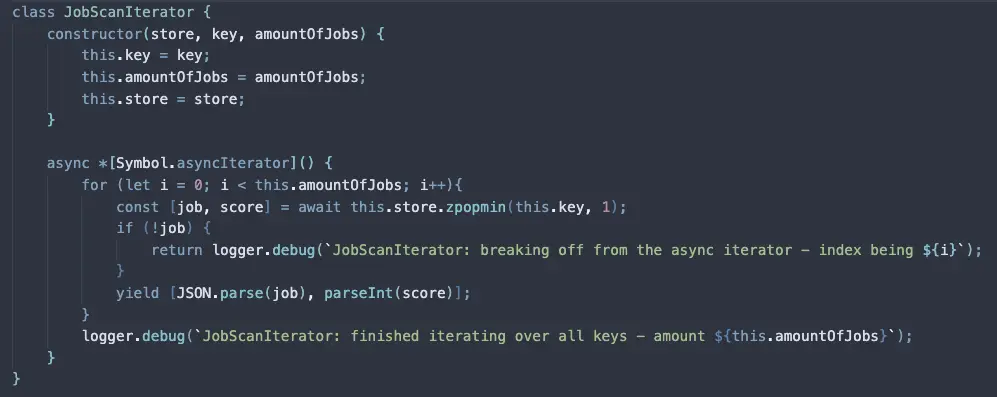 class JobScanIterator {
    constructor(store, key, amountOfJobs) {
        this.key = key;
        this.amountOfJobs = amountOfJobs;
        this.store = store;
    }

    async *[Symbol.asyncIterator]() {
        for (let i = 0; i < this.amountOfJobs; i++){
            const [job, score] = await this.store.zpopmin(this.key, 1);
            if (!job) {
                return logger.debug(`JobScanIterator: breaking off from the async iterator - index being ${i}`);
            }
            yield [JSON.parse(job), parseInt(score)];
        }
        logger.debug(`JobScanIterator: finished iterating over all keys - amount ${this.amountOfJobs}`);
    }
}